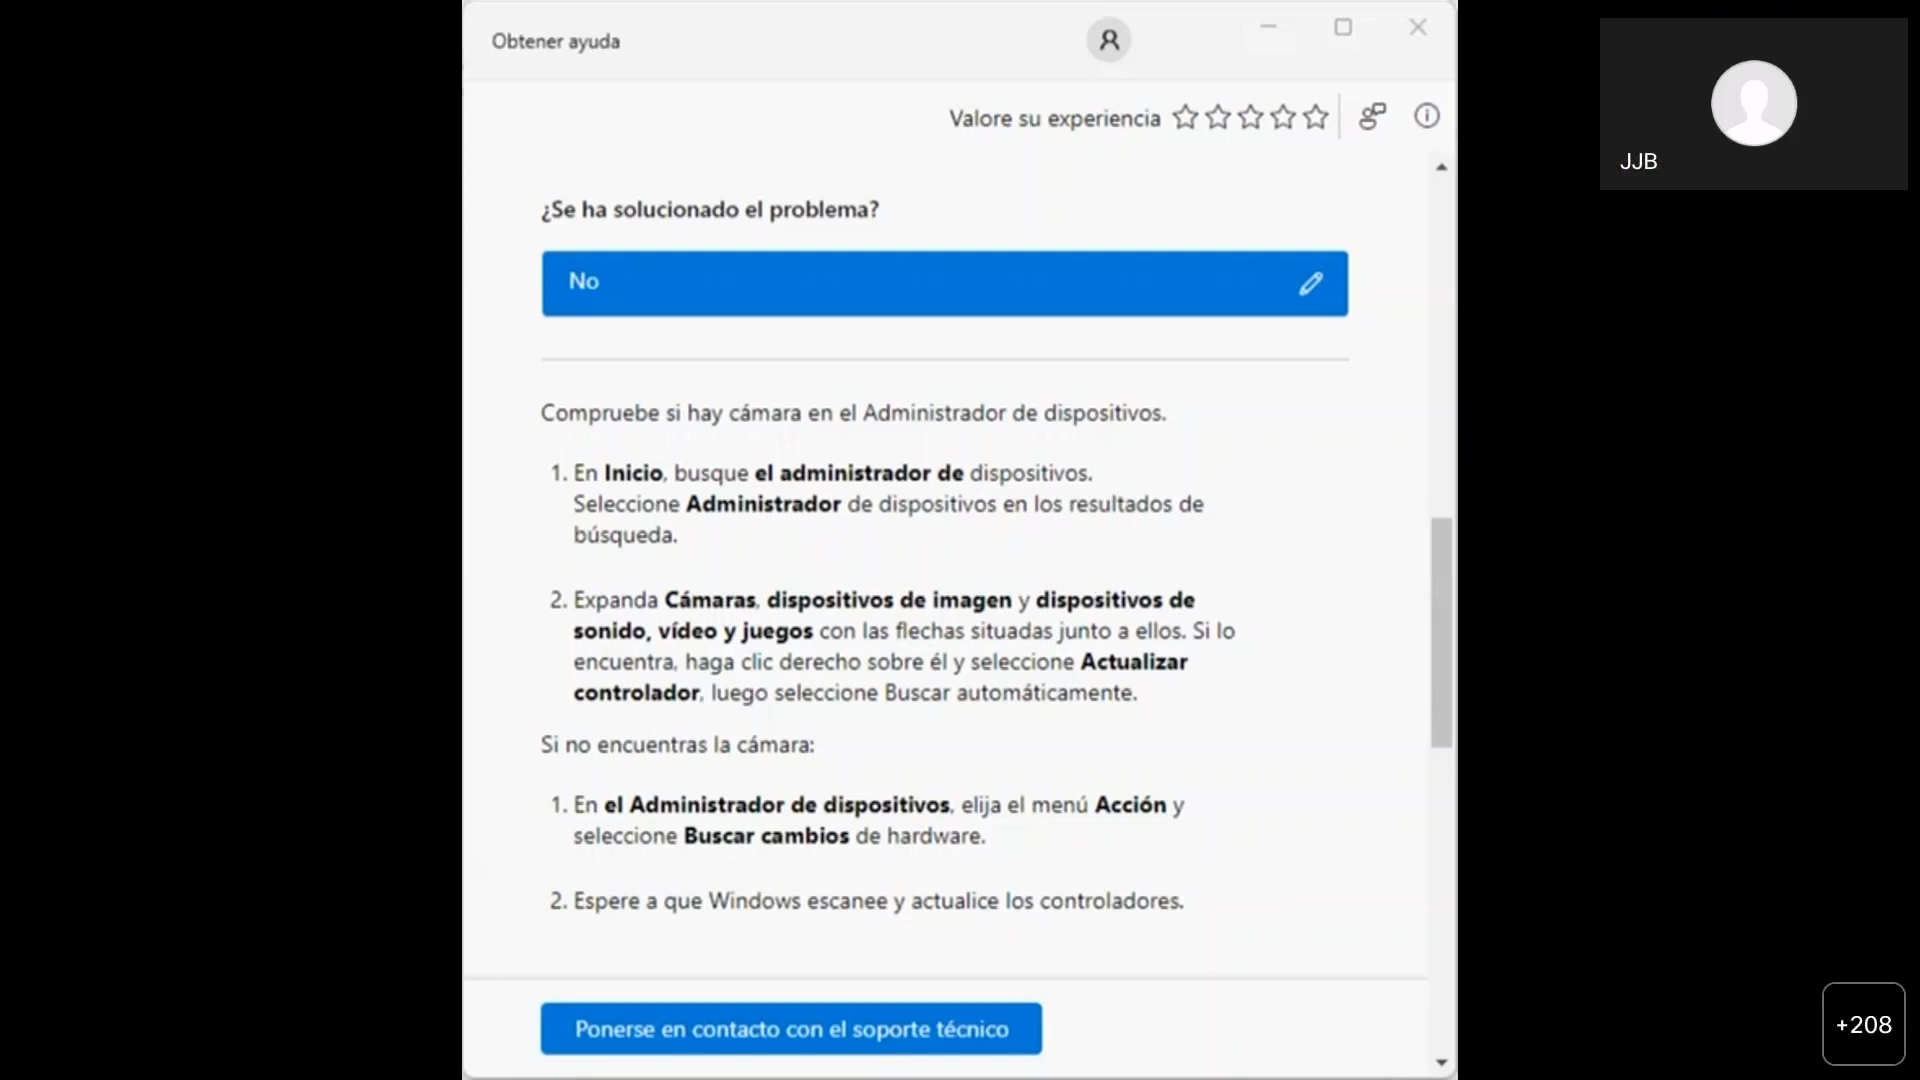 Obtener ayuda
Valore su experiencia
JJB
¿Se ha solucionado el problema?
No
Compruebe si hay cámara en el Administrador de dispositivos.
1. En Inicio, busque el administrador de dispositivos.
Seleccione Administrador de dispositivos en los resultados de
búsqueda.
2. Expanda Cámaras, dispositivos de imagen y dispositivos de
sonido, vídeo y juegos con las flechas situadas junto a ellos. Si lo
encuentra, haga clic derecho sobre él y seleccione Actualizar
controlador, luego seleccione Buscar automáticamente.
Si no encuentras la cámara:
1. En el Administrador de dispositivos, elija el menú Acción y
seleccione Buscar cambios de hardware.
2. Espere a que Windows escanee y actualice los controladores.
Ponerse en contacto con el soporte técnico
+208